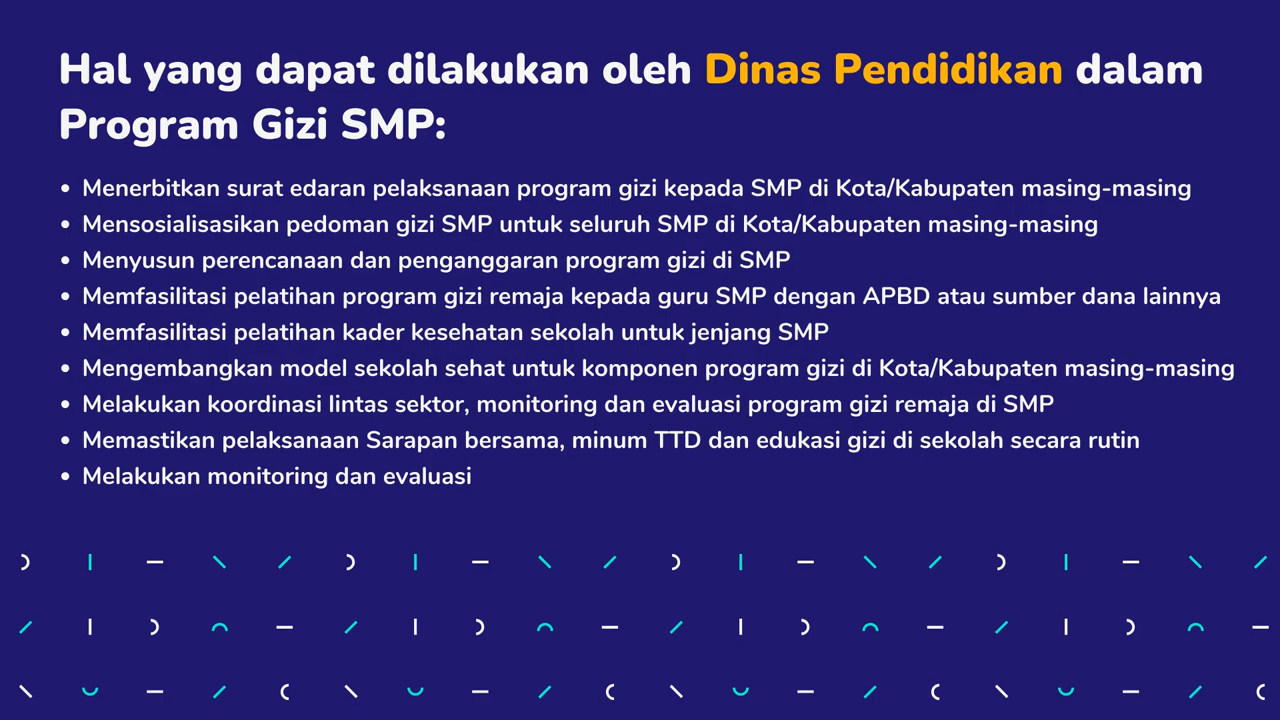 Hal yang dapat dilakukan oleh Dinas Pendidikan dalam
Program Gizi SMP:
• Menerbitkan surat edaran pelaksanaan program gizi kepada SMP di Kota/Kabupaten masing-masing
• Mensosialisasikan pedoman gizi SMP untuk seluruh SMP di Kota/Kabupaten masing-masing
• Menyusun perencanaan dan penganggaran program gizi di SMP
• Memfasilitasi pelatihan program gizi remaja kepada guru SMP dengan APBD atau sumber dana lainnya
• Memfasilitasi pelatihan kader kesehatan sekolah untuk jenjang SMP
• Mengembangkan model sekolah sehat untuk komponen program gizi di Kota/Kabupaten masing-masing
• Melakukan koordinasi lintas sektor, monitoring dan evaluasi program gizi remaja di SMP
• Memastikan pelaksanaan Sarapan bersama, minum TTD dan edukasi gizi di sekolah secara rutin
• Melakukan monitoring dan evaluasi